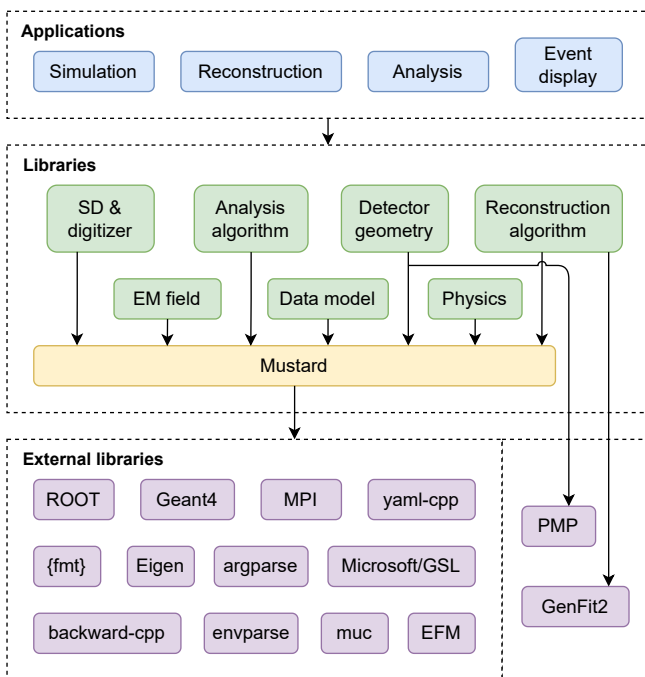 Applications
Simulation
Reconstruction
Analysis
Event
display
Libraries
SD &
digitizer
Analysis
algorithm
Detector
geometry
Reconstruction
algorithm
EM field
Data model
Physics
Mustard
External libraries
ROOT
Geant4
MPI
yaml-cpp
PMP
{fmt}
Eigen
argparse
Microsoft/GSL
GenFit2
backward-cpp
envparse
muc
EFM